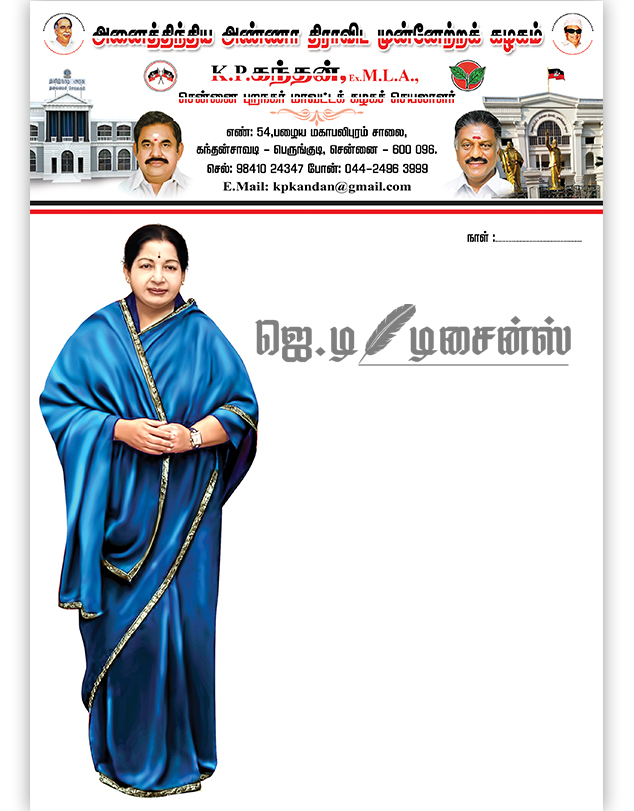 அனைத்திந்திய அண்ணா திராவிட முன்னேற்றக் கழகம்
K.P.கந்தன், Ex.M.L.A.,
சென்னை புறநகர் மாவட்டக் கழகச் செயலாளர்
எண்: 54,பழைய மகாபலிபுரம் சாலை,
கந்தன்சாவடி - பெருங்குடி, சென்னை - 600 096.
செல்: 98410 24347 போன்: 044-2496 3999
E.Mail: kpkandan@gmail.com
நாள் :..............................
ஜெ.டி டிசைன்ஸ்